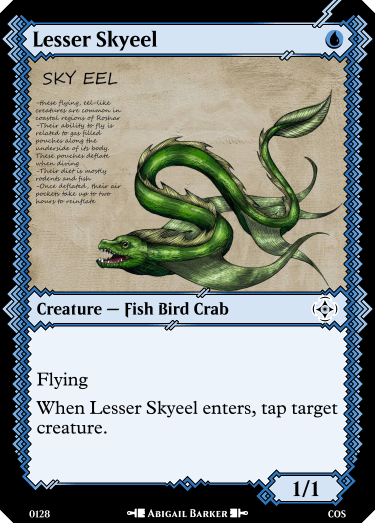 Lesser Skyeel
SKY EEL
-these flying, eel-like
creatures are common in
coastal regions of Roshar
-Their ability to fly is
related to gas filled
pouches along the
underside of its body.
These pouches deflate
when diving
-Their diet is mostly
rodents and fish
-Once deflated, their air
pockets take up to two
hours to reinflate
Creature — Fish Bird Crab
Flying
When Lesser Skyeel enters, tap target
creature.
1/1
0128
Abigail Barker
COS